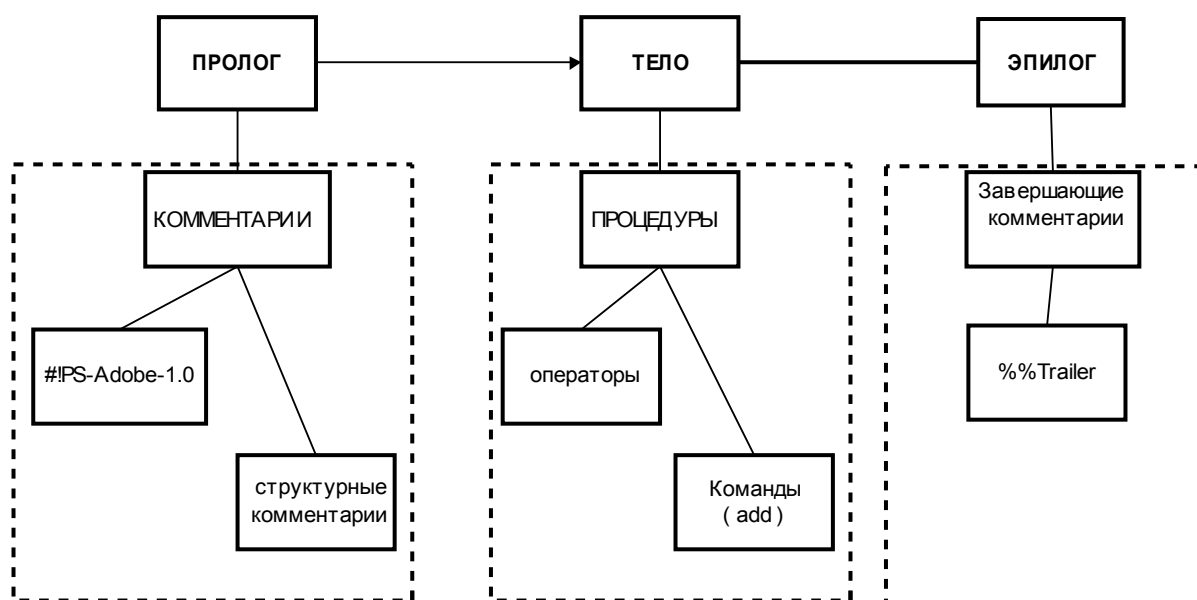 ПРОЛОГ
ТЕЛО
ЭПИЛОГ
КОММЕНТАРИИ
ПРОЦЕДУРЫ
Завершающие
комментарии
#!PS-Adobe-1.0
операторы
%%Trailer
структурные
комментарии
Команды
( add )